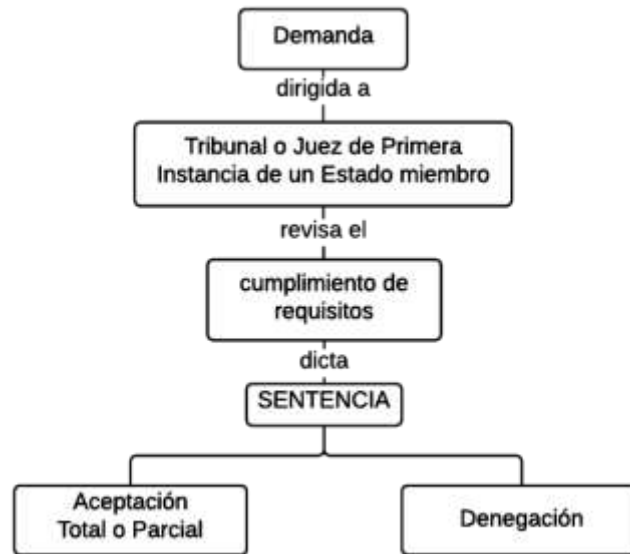 Demanda
dirigida a
Tribunal o Juez de Primera
Instancia de un Estado miembro
revisa el
cumplimiento de
requisitos
dicta
SENTENCIA
Aceptación
Total o Parcial
Denegación